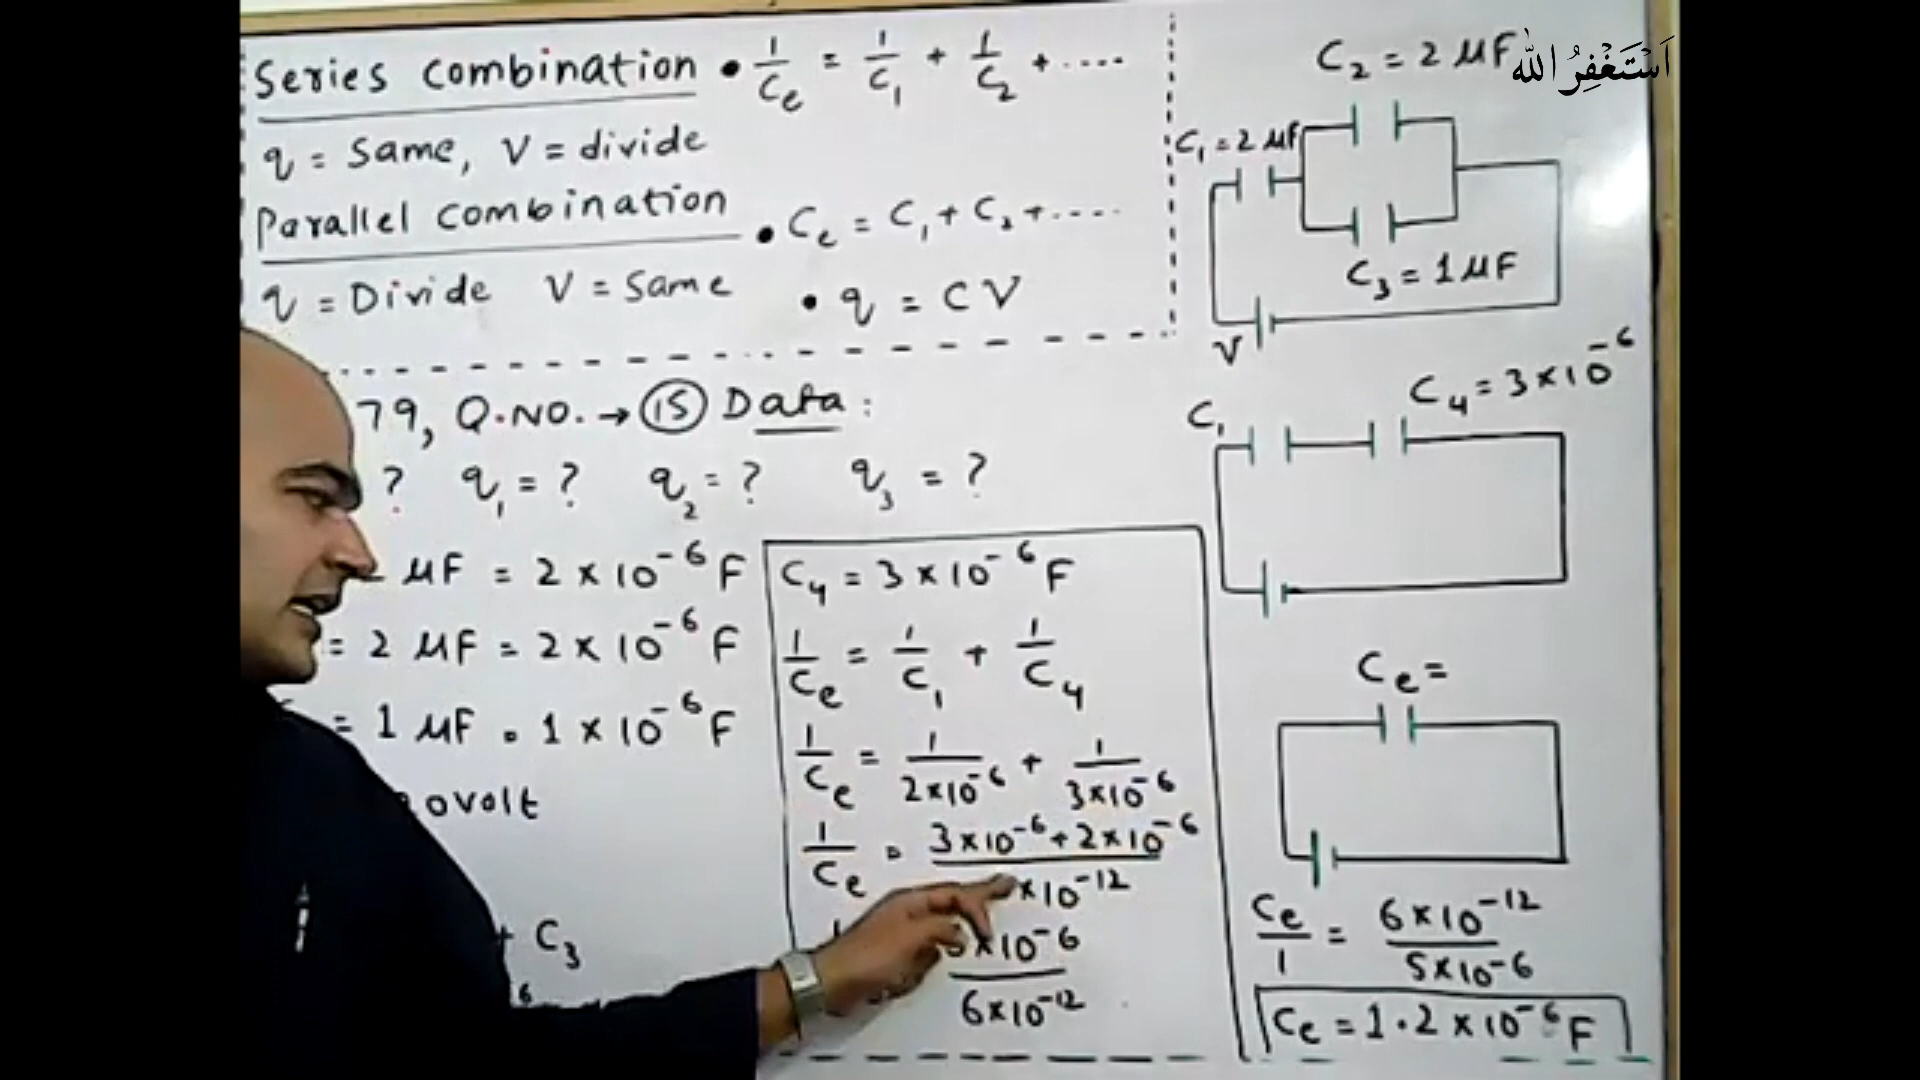 Series Combination • 1/Ce = 1/C1 + 1/C2 + ....
q = Same, V = divide
Parallel Combination • Ce = C1 + C2 + ....
q = Divide V = Same • q = CV
79, Q.NO. → 15 Data:
? q1 = ? q2 = ? q3 = ?
μF = 2 × 10^-6 F
= 2 μF = 2 × 10^-6 F
= 1 μF = 1 × 10^-6 F
volt
+ C3
6
C4 = 3 × 10^-6 F
1/Ce = 1/C1 + 1/C4
1/Ce = 1/2×10^-6 + 1/3×10^-6
1/Ce = 3×10^-6 + 2×10^-6 / ×10^-12
×10^-6 / 6×10^-12
C2 = 2 μF
أَسْتَغْفِرُ اللّٰه
C1 = 2 μF
C3 = 1 μF
V
C4 = 3×10^-6
C1
Ce =
Ce/1 = 6×10^-12 / 5×10^-6
Ce = 1.2 × 10^-6 F